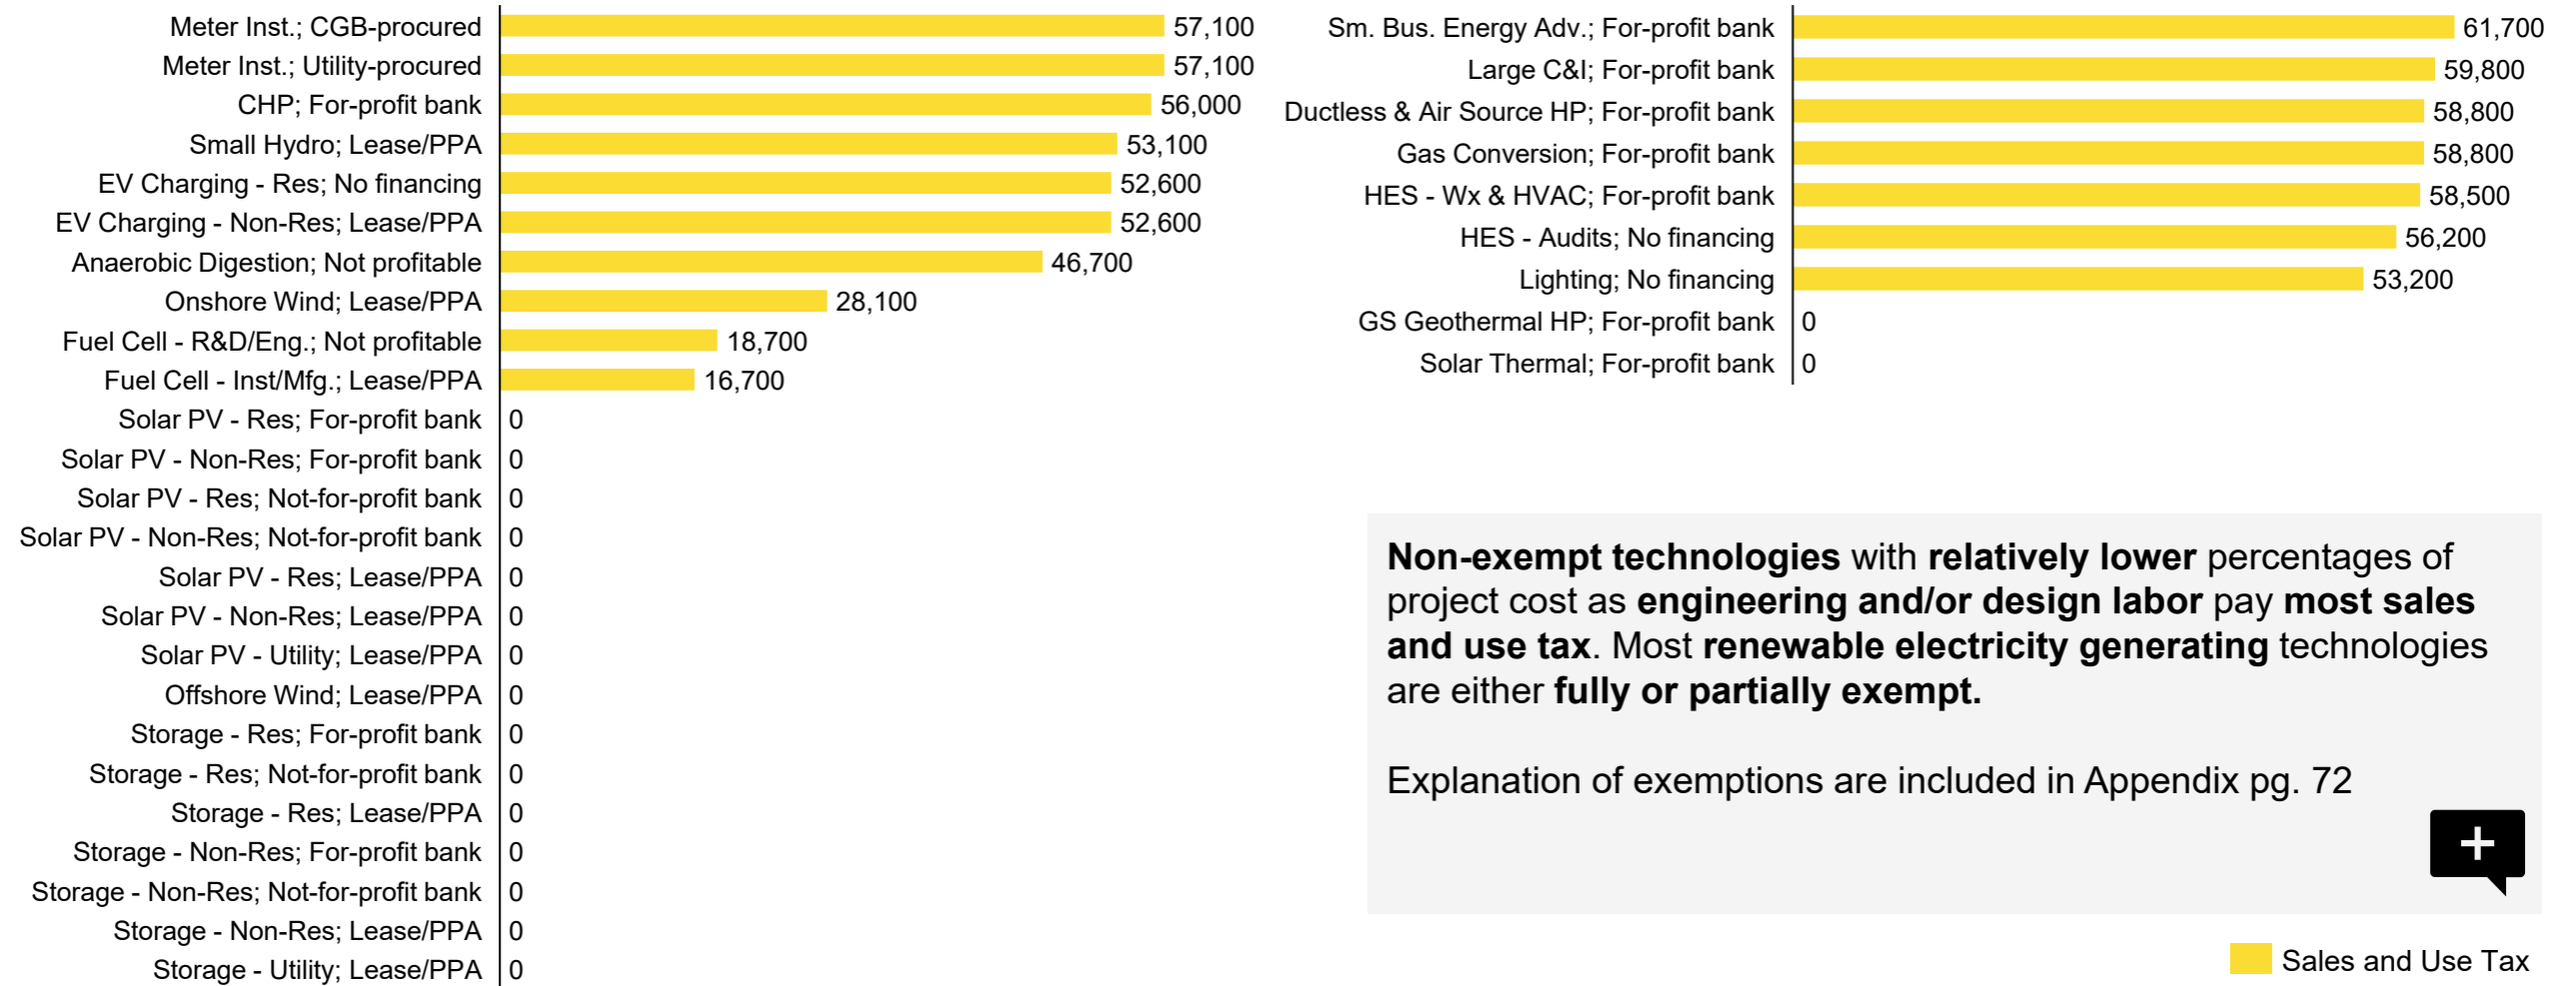 Meter Inst.; CGB-procured 57,100
Meter Inst.; Utility-procured 57,100
CHP; For-profit bank 56,000
Small Hydro; Lease/PPA 53,100
EV Charging - Res; No financing 52,600
EV Charging - Non-Res; Lease/PPA 52,600
Anaerobic Digestion; Not profitable 46,700
Onshore Wind; Lease/PPA 28,100
Fuel Cell - R&D/Eng.; Not profitable 18,700
Fuel Cell - Inst/Mfg.; Lease/PPA 16,700
Solar PV - Res; For-profit bank 0
Solar PV - Non-Res; For-profit bank 0
Solar PV - Res; Not-for-profit bank 0
Solar PV - Non-Res; Not-for-profit bank 0
Solar PV - Res; Lease/PPA 0
Solar PV - Non-Res; Lease/PPA 0
Solar PV - Utility; Lease/PPA 0
Offshore Wind; Lease/PPA 0
Storage - Res; For-profit bank 0
Storage - Res; Not-for-profit bank 0
Storage - Res; Lease/PPA 0
Storage - Non-Res; For-profit bank 0
Storage - Non-Res; Not-for-profit bank 0
Storage - Non-Res; Lease/PPA 0
Storage - Utility; Lease/PPA 0
Sm. Bus. Energy Adv.; For-profit bank 61,700
Large C&I; For-profit bank 59,800
Ductless & Air Source HP; For-profit bank 58,800
Gas Conversion; For-profit bank 58,800
HES - Wx & HVAC; For-profit bank 58,500
HES - Audits; No financing 56,200
Lighting; No financing 53,200
GS Geothermal HP; For-profit bank 0
Solar Thermal; For-profit bank 0
Non-exempt technologies with relatively lower percentages of
project cost as engineering and/or design labor pay most sales
and use tax. Most renewable electricity generating technologies
are either fully or partially exempt.
Explanation of exemptions are included in Appendix pg. 72
+
Sales and Use Tax